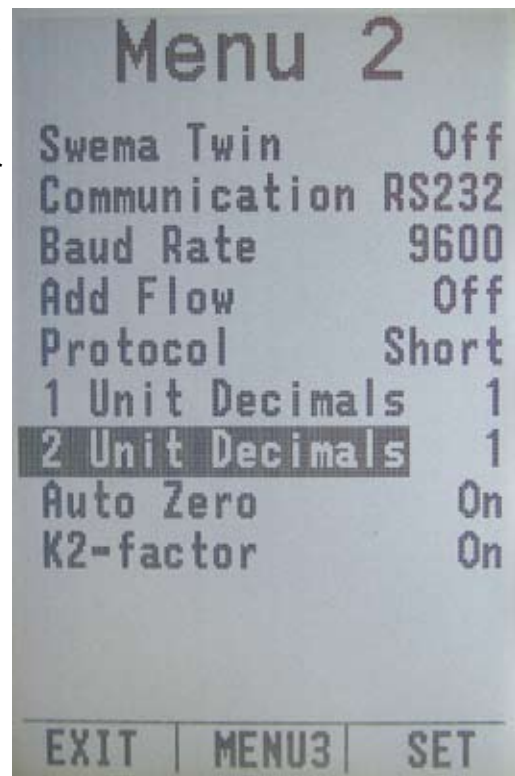 Menu 2
Swema Twin Off
Communication RS232
Baud Rate 9600
Add Flow Off
Protocol Short
1 Unit Decimals 1
2 Unit Decimals 1
Auto Zero On
K2-factor On
EXIT MENU3 SET